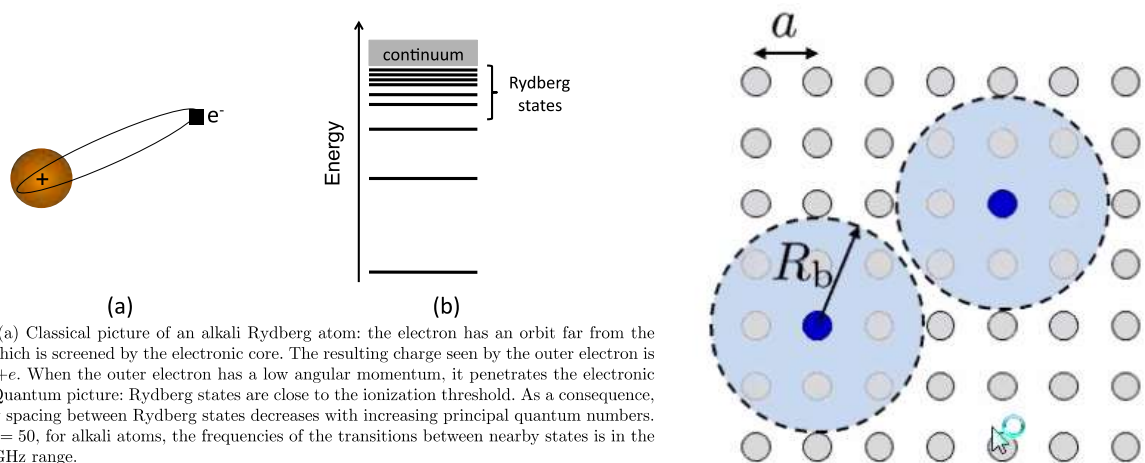 a
continuum
Rydberg
states
e-
Energy
+
R_b
(a)
(b)
(a) Classical picture of an alkali Rydberg atom: the electron has an orbit far from the
which is screened by the electronic core. The resulting charge seen by the outer electron is
+e. When the outer electron has a low angular momentum, it penetrates the electronic
Quantum picture: Rydberg states are close to the ionization threshold. As a consequence,
spacing between Rydberg states decreases with increasing principal quantum numbers.
= 50, for alkali atoms, the frequencies of the transitions between nearby states is in the
GHz range.